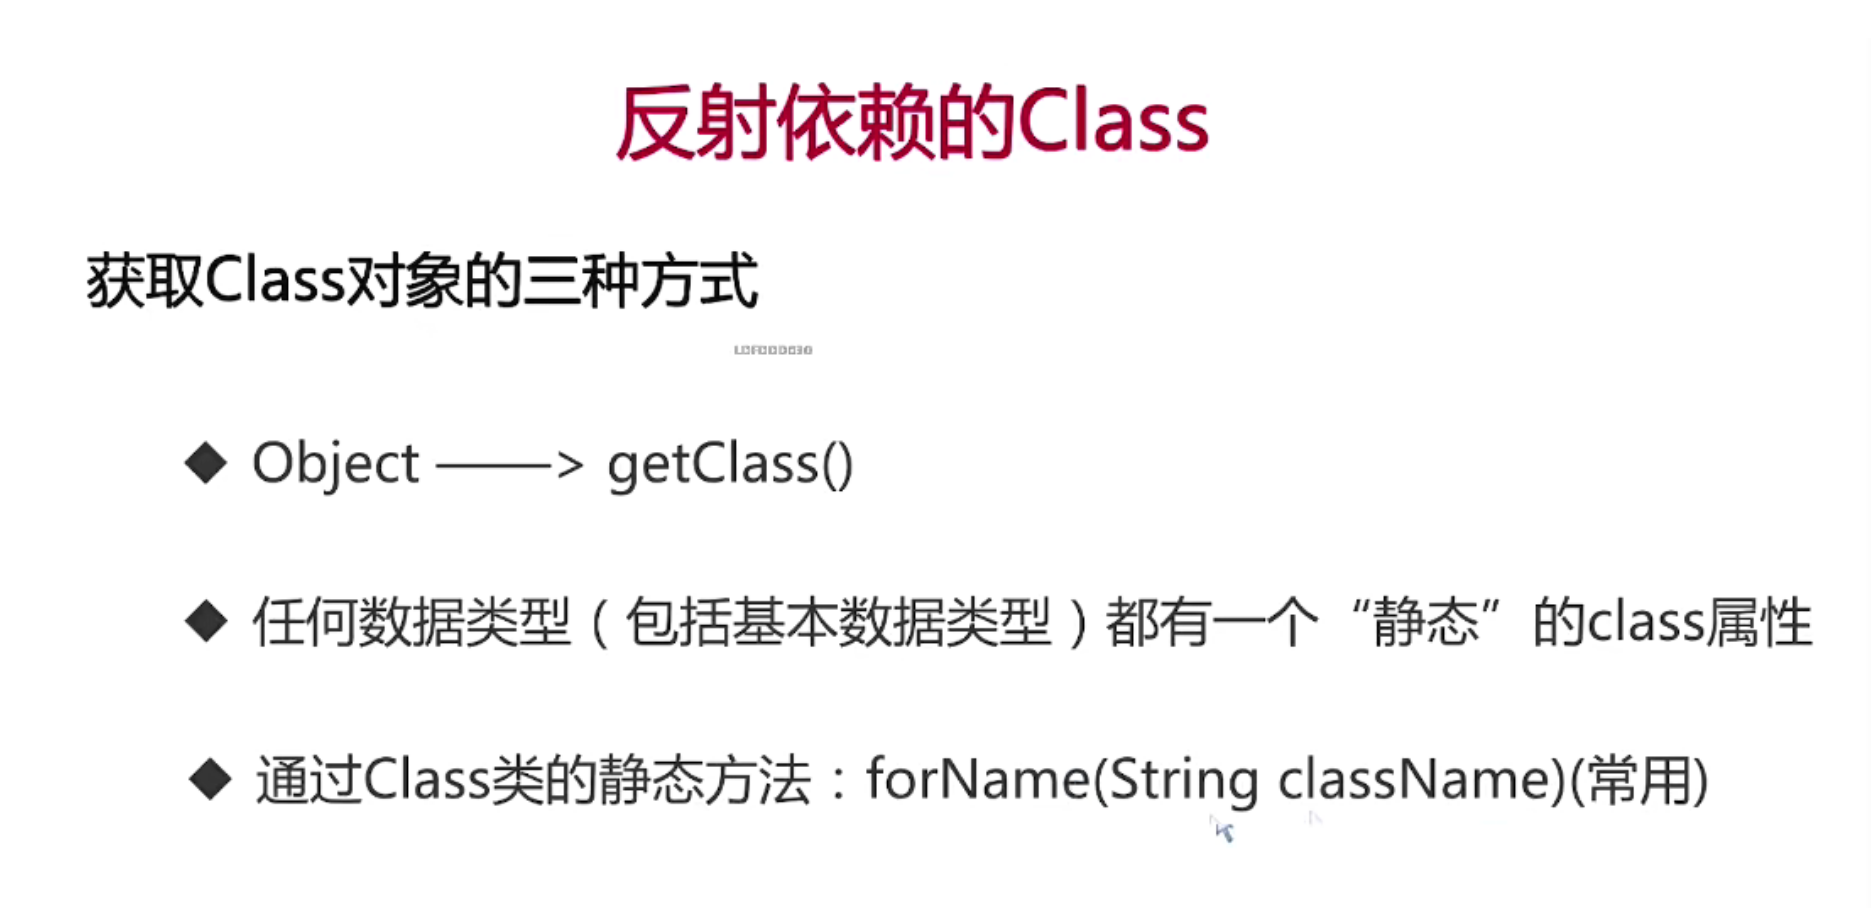 反射依赖的Class
获取Class对象的三种方式
◆ Object ——> getClass()
◆ 任何数据类型（包括基本数据类型）都有一个“静态”的class属性
◆ 通过Class类的静态方法：forName(String className)(常用)